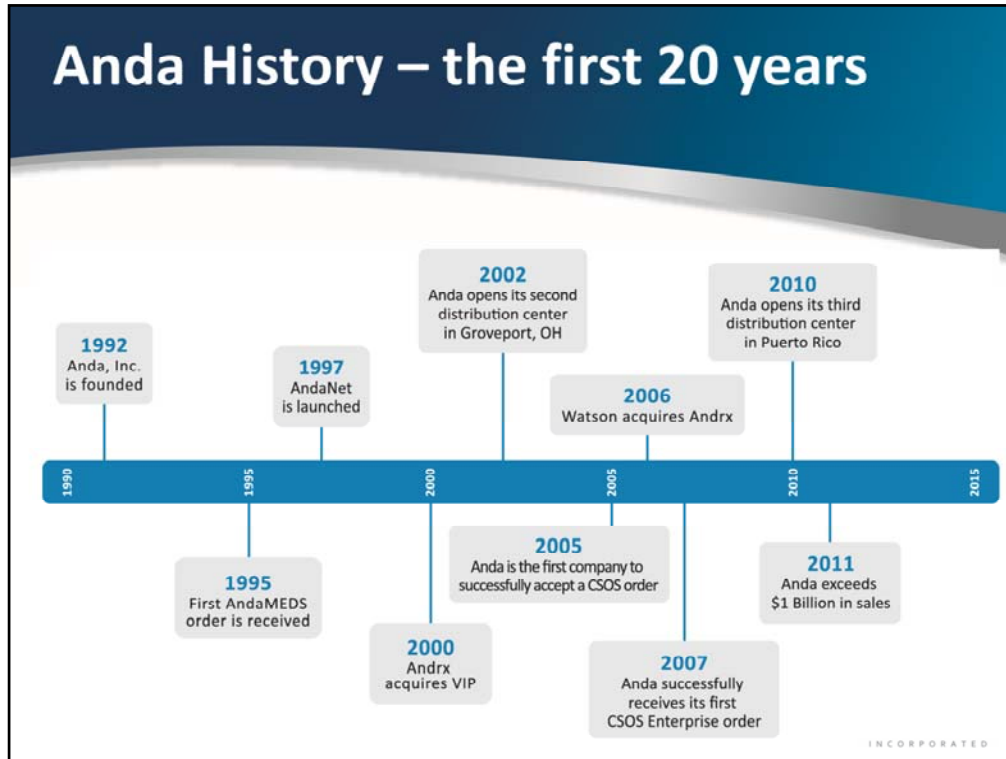 Anda History – the first 20 years
1992
Anda, Inc.
is founded
1997
AndaNet
is launched
2002
Anda opens its second
distribution center
in Groveport, OH
2006
Watson acquires Andrx
2010
Anda opens its third
distribution center
in Puerto Rico
1990
1995
2000
2005
2010
2015
1995
First AndaMEDS
order is received
2000
Andrx
acquires VIP
2005
Anda is the first company to
successfully accept a CSOS order
2007
Anda successfully
receives its first
CSOS Enterprise order
2011
Anda exceeds
$1 Billion in sales
INCORPORATED